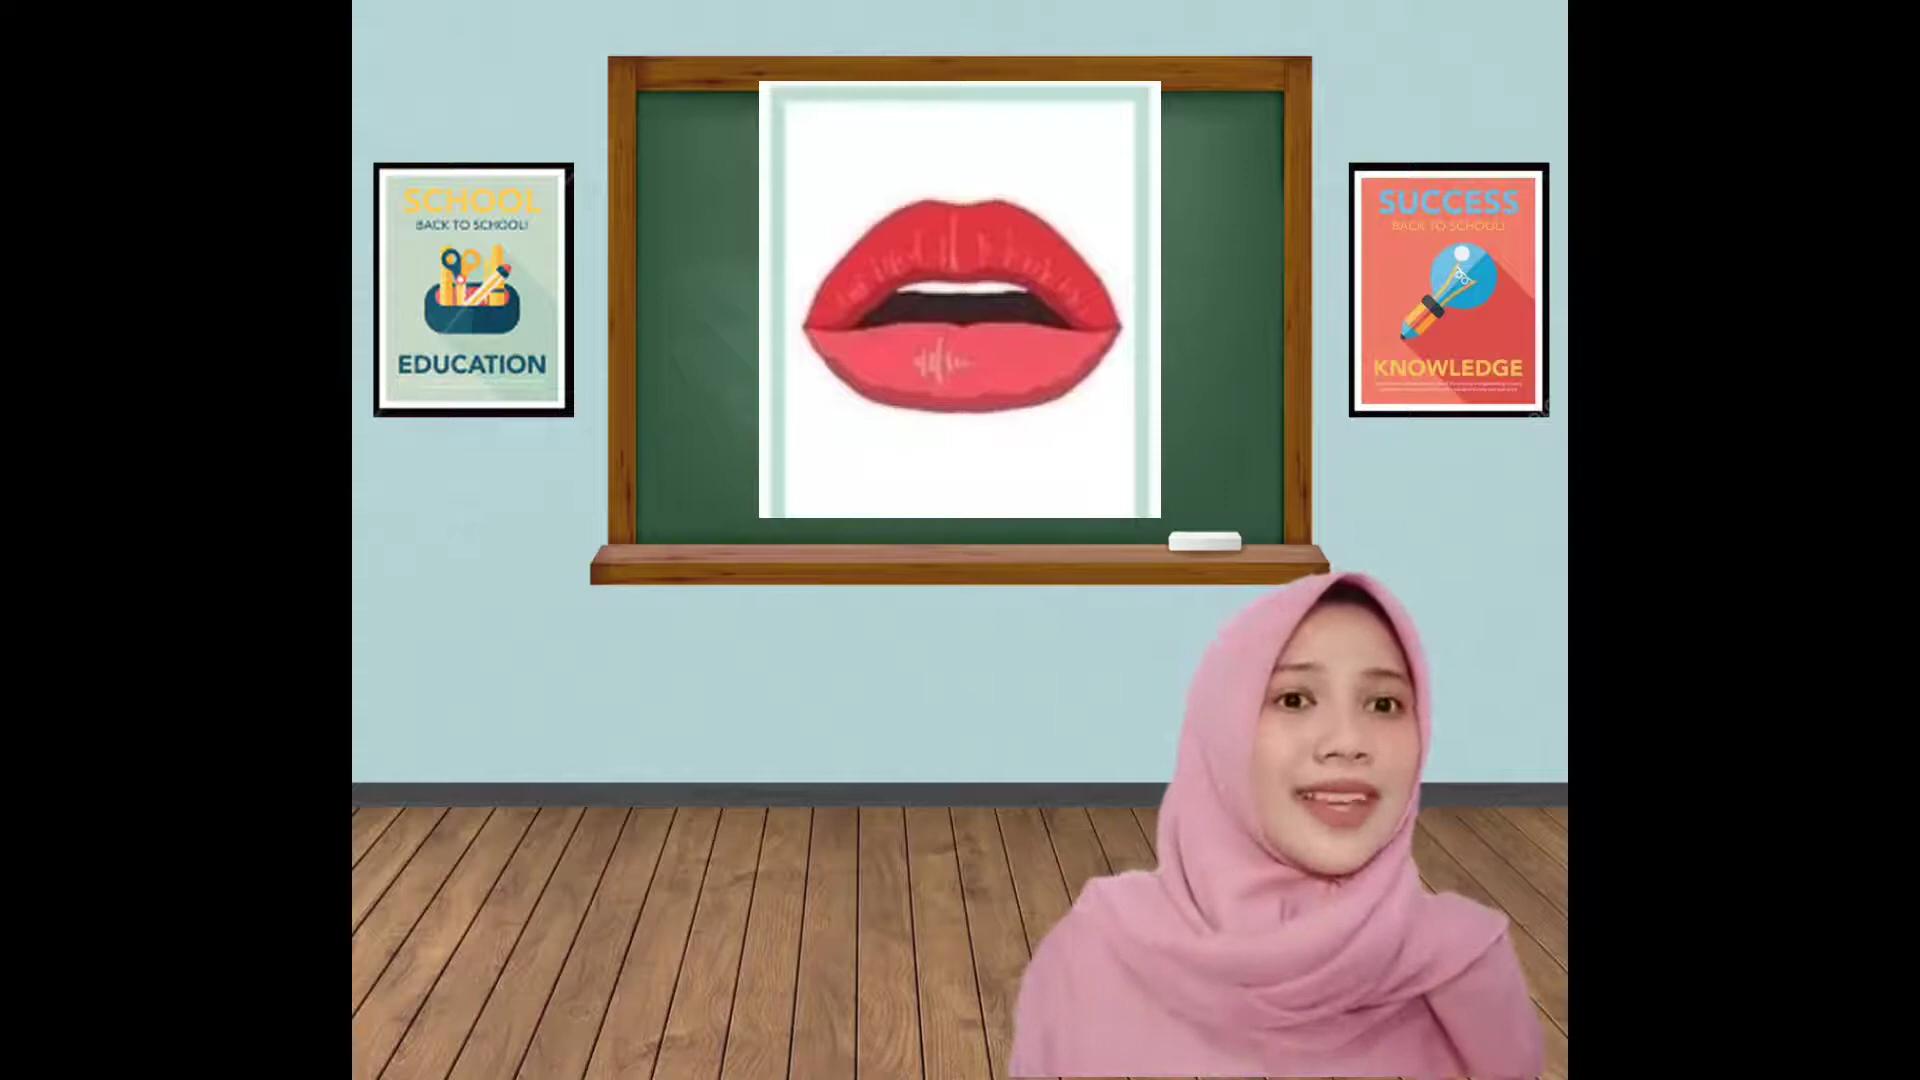 SCHOOL
BACK TO SCHOOL!
EDUCATION
SUCCESS
BACK TO SCHOOL!
KNOWLEDGE